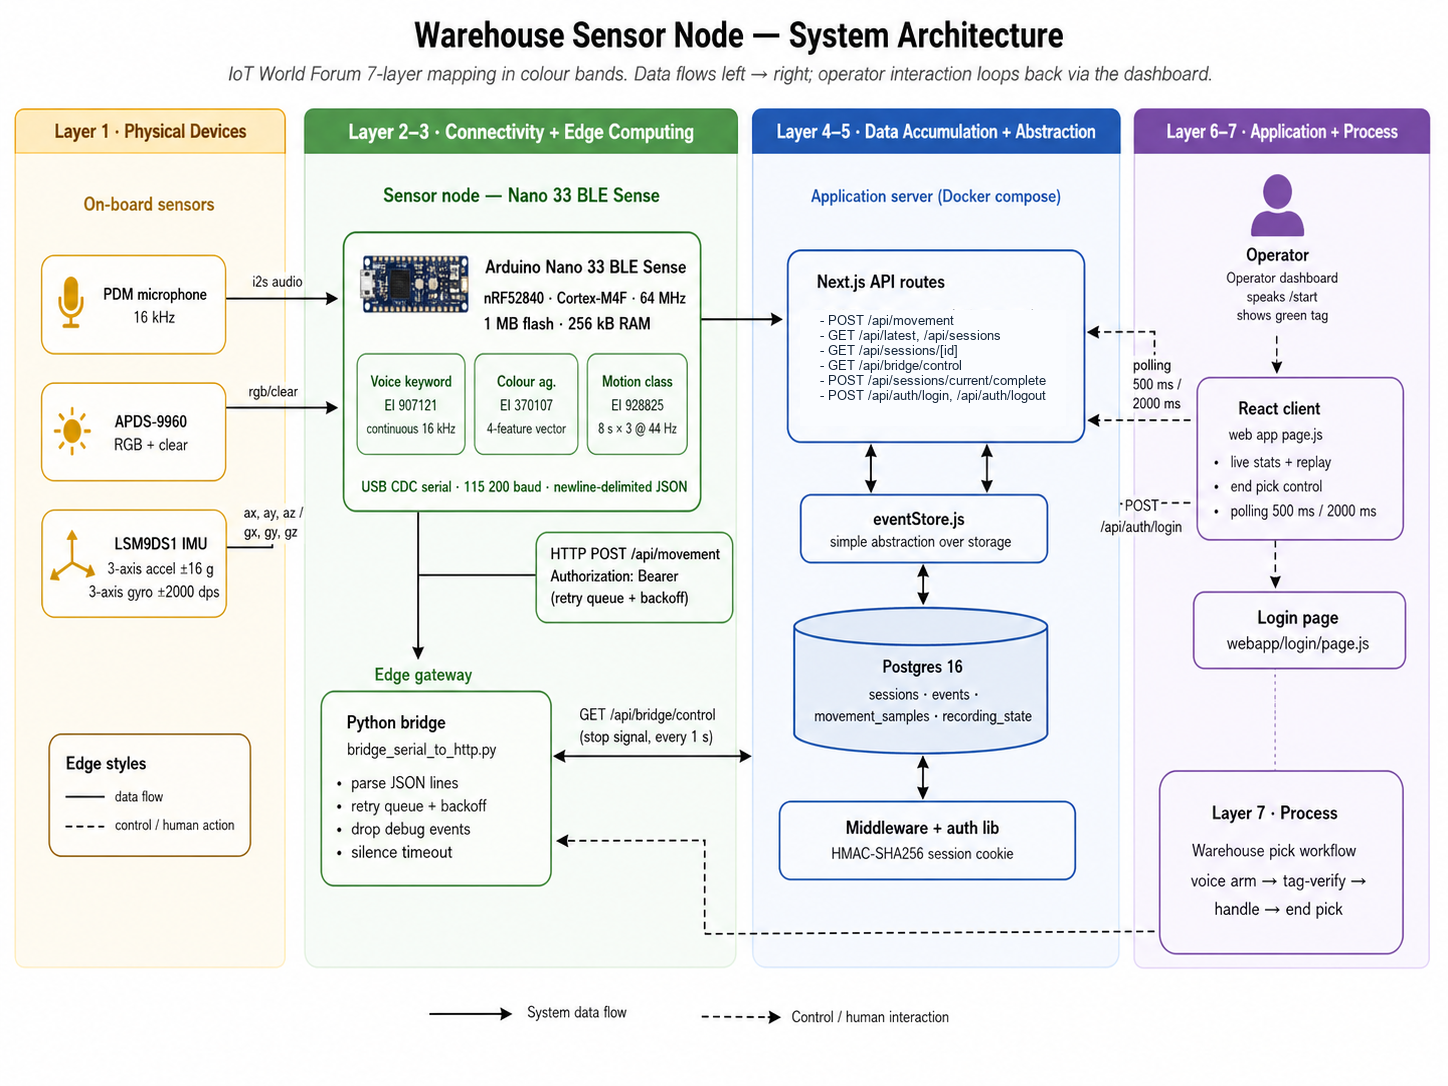 Warehouse Sensor Node — System Architecture
IoT World Forum 7-layer mapping in colour bands. Data flows left → right; operator interaction loops back via the dashboard.
Layer 1 · Physical Devices
On-board sensors
PDM microphone
16 kHz
i2s audio
APDS-9960
RGB + clear
rgb/clear
LSM9DS1 IMU
3-axis accel ±16 g
3-axis gyro ±2000 dps
ax, ay, az /
gx, gy, gz
Edge styles
data flow
control / human action
Layer 2–3 · Connectivity + Edge Computing
Sensor node — Nano 33 BLE Sense
Arduino Nano 33 BLE Sense
nRF52840 · Cortex-M4F · 64 MHz
1 MB flash · 256 kB RAM
Voice keyword
EI 907121
continuous 16 kHz
Colour ag.
EI 370107
4-feature vector
Motion class
EI 928825
8 s × 3 @ 44 Hz
USB CDC serial · 115 200 baud · newline-delimited JSON
HTTP POST /api/movement
Authorization: Bearer
(retry queue + backoff)
Edge gateway
Python bridge
bridge_serial_to_http.py
• parse JSON lines
• retry queue + backoff
• drop debug events
• silence timeout
GET /api/bridge/control
(stop signal, every 1 s)
Layer 4–5 · Data Accumulation + Abstraction
Application server (Docker compose)
Next.js API routes
- POST /api/movement
- GET /api/latest, /api/sessions
- GET /api/sessions/[id]
- GET /api/bridge/control
- POST /api/sessions/current/complete
- POST /api/auth/login, /api/auth/logout
eventStore.js
simple abstraction over storage
Postgres 16
sessions · events ·
movement_samples · recording_state
Middleware + auth lib
HMAC-SHA256 session cookie
Layer 6–7 · Application + Process
Operator
Operator dashboard
speaks /start
shows green tag
polling
500 ms /
2000 ms
React client
web app page.js
• live stats + replay
• end pick control
• polling 500 ms / 2000 ms
POST
/api/auth/login
Login page
webapp/login/page.js
Layer 7 · Process
Warehouse pick workflow
voice arm → tag-verify →
handle → end pick
System data flow
Control / human interaction